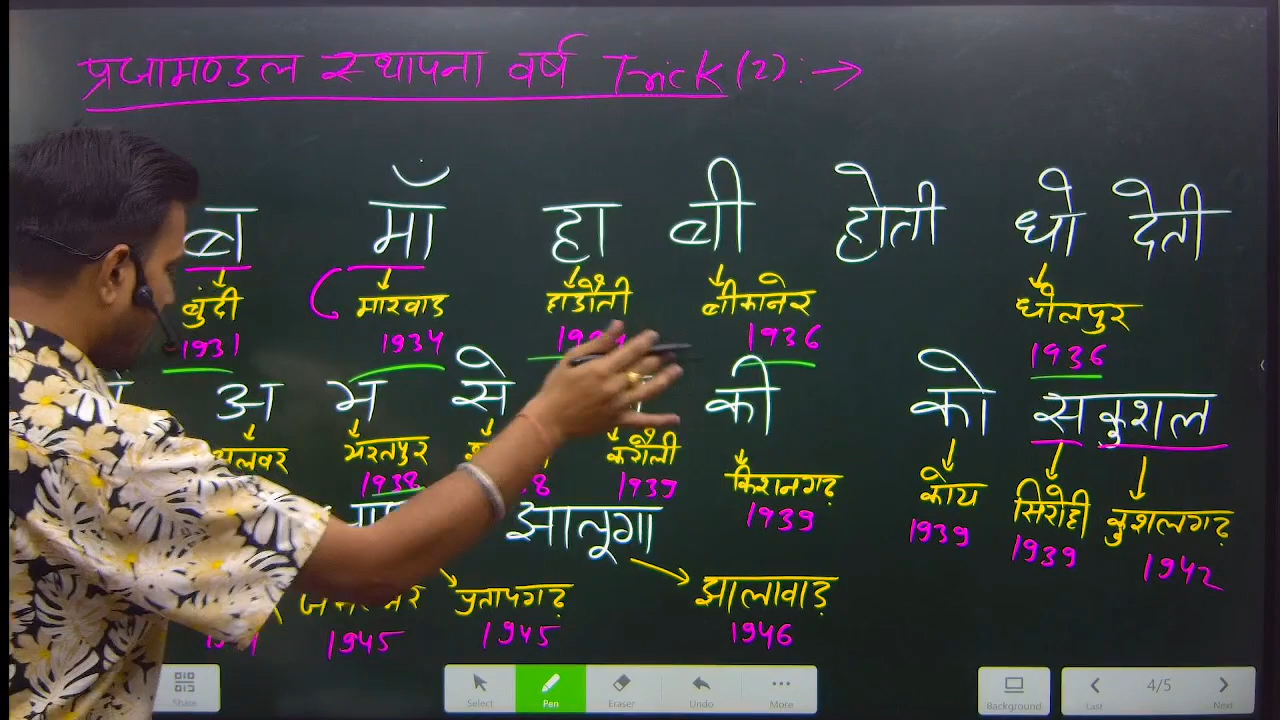 प्रजामण्डल स्थापना वर्ष Trick (2) :→
ब माँ हा बी होती धो देती
बुंदी मारवाड़ हाडौती बीकानेर धोलपुर
1931 1934 1936 1936
अ भ से की को सकुशल
अलवर भरतपुर करौली किशनगढ़ कोटा सिरोही कुशलगढ़
1938 1939 1939 1939 1939 1942
झालूगा
प्रतापगढ़ झालावाड़
1945 1945 1946
Share Select Pen Eraser Undo More Background Last 4/5 Next